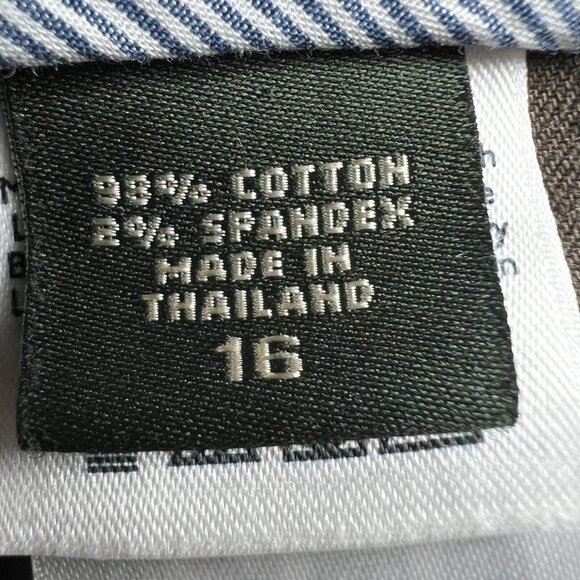 98% COTTON
2% SPANDEX
MADE IN
THAILAND
16